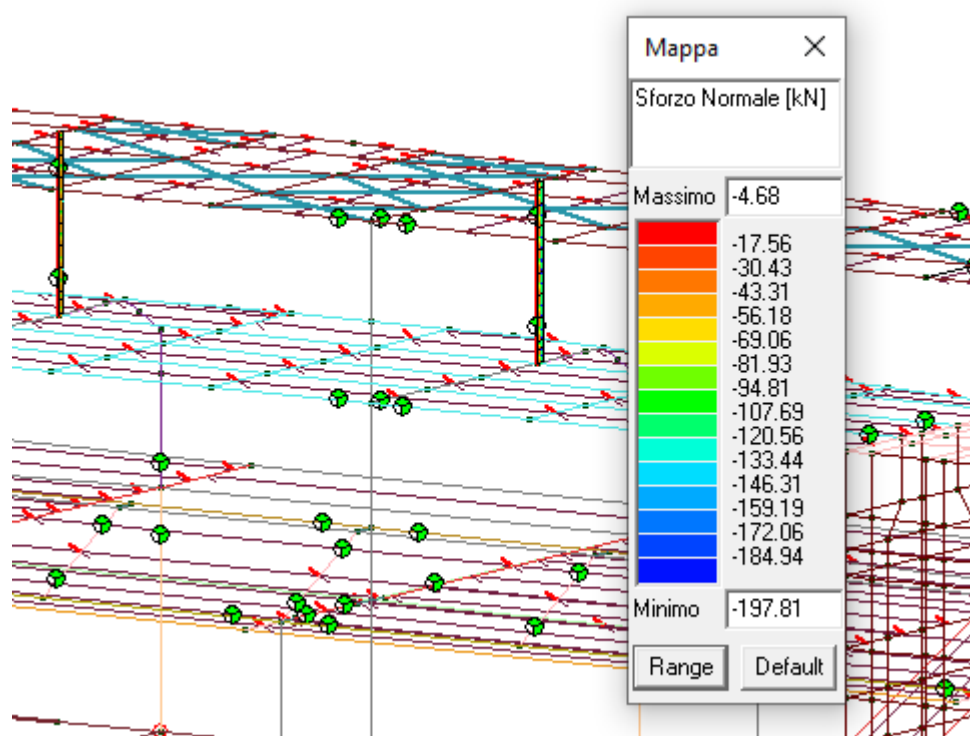 Mappa
Sforzo Normale [kN]
Massimo -4.68
-17.56
-30.43
-43.31
-56.18
-69.06
-81.93
-94.81
-107.69
-120.56
-133.44
-146.31
-159.19
-172.06
-184.94
Minimo -197.81
Range Default